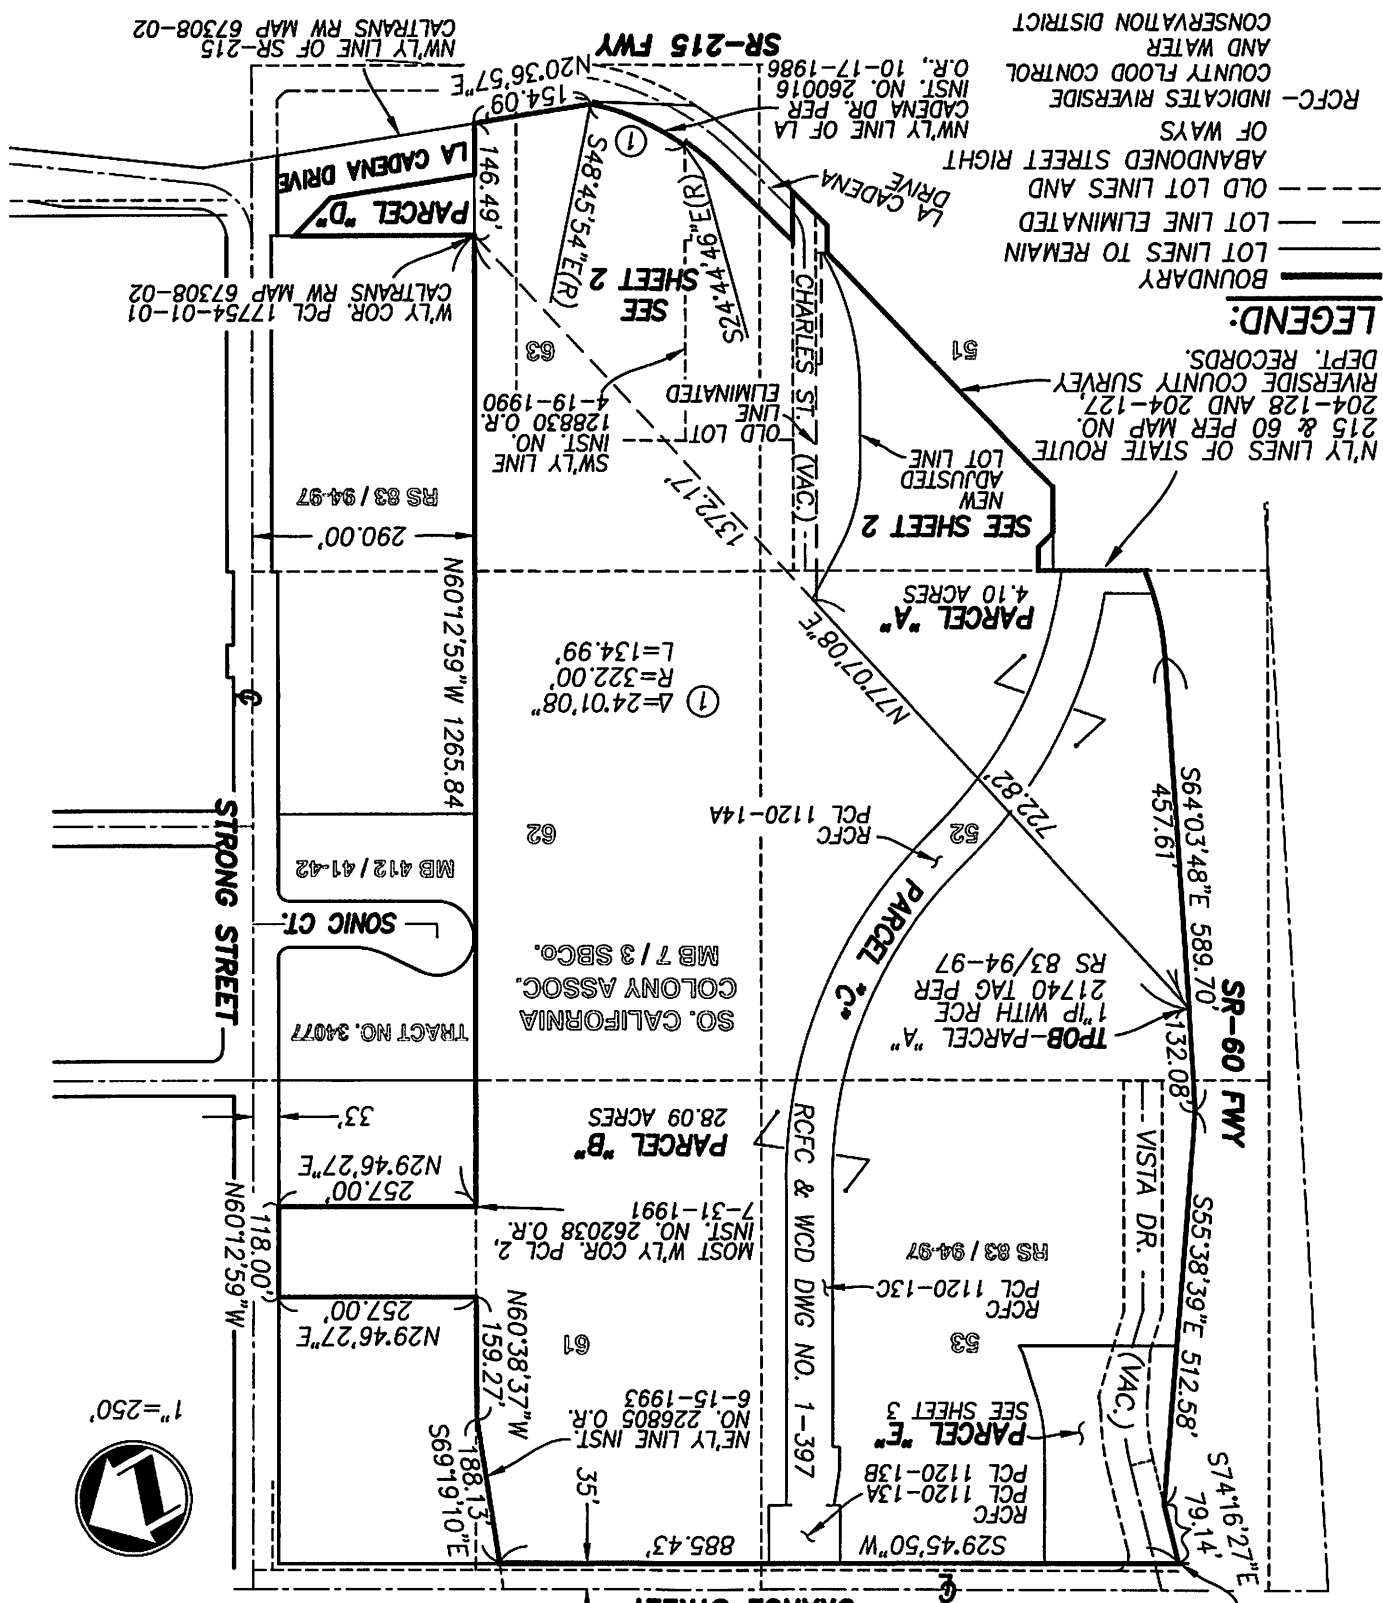 ORANGE STREET
℄
S74°16'27"E
79.14'
S29°45'50"W
885.43'
35'
RCFC
PCL 1120-13A
PCL 1120-13B
PARCEL "E"
SEE SHEET 3
(VAC.)
VISTA DR.
53
RCFC
PCL 1120-13C
RS 83/94-97
S55°38'39"E 512.58'
RCFC & WCD DWG NO. 1-397
NE'LY LINE INST.
NO. 226805 O.R.
6-15-1993
61
S69°19'10"E
188.13'
N60°38'37"W
159.27'
1"=250'
N29°46'27"E
257.00'
118.00'
N60°12'59"W
MOST W'LY COR. PCL 2,
INST. NO. 262038 O.R.
7-31-1991
257.00'
N29°46'27"E
33'
PARCEL "B"
28.09 ACRES
SR-60 FWY
132.08'
TPOB-PARCEL "A"
1"IP WITH RCE
21740 TAG PER
RS 83/94-97
S64°03'48"E 589.70'
457.61'
PARCEL "C"
SO. CALIFORNIA
COLONY ASSOC.
MB 7/3 SBCo.
TRACT NO. 34077
SONIC CT.
MB 412/41-42
STRONG STREET
52
RCFC
PCL 1120-14A
62
722.82'
N77°07'08"E
1372.17'
① Δ=24°01'08"
R=322.00'
L=134.99'
N60°12'59"W 1265.84'
℄
PARCEL "A"
4.10 ACRES
SEE SHEET 2
NEW
ADJUSTED
LOT LINE
290.00'
RS 83/94-97
N'LY LINES OF STATE ROUTE
215 & 60 PER MAP NO.
204-128 AND 204-127,
RIVERSIDE COUNTY SURVEY
DEPT. RECORDS.
51
OLD LOT
LINE
ELIMINATED
CHARLES ST. (VAC.)
SW'LY LINE
INST. NO.
128830 O.R.
4-19-1990
63
SEE
SHEET 2
W'LY COR. PCL 17754-01-01
CALTRANS RW MAP 67308-02
LEGEND:
BOUNDARY
LOT LINES TO REMAIN
LOT LINE ELIMINATED
OLD LOT LINES AND
ABANDONED STREET RIGHT
OF WAYS
RCFC- INDICATES RIVERSIDE
COUNTY FLOOD CONTROL
AND WATER
CONSERVATION DISTRICT
S24°44'46"E(R)
S48°45'54"E(R)
146.49'
PARCEL "D"
LA CADENA DRIVE
LA CADENA
DRIVE
①
NW'LY LINE OF LA
CADENA DR. PER
INST. NO. 260016
O.R., 10-17-1986
154.09'
N20°36'57"E
SR-215 FWY
NW'LY LINE OF SR-215
CALTRANS RW MAP 67308-02